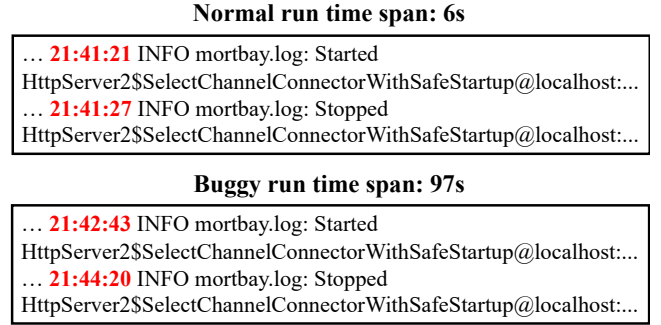 Normal run time span: 6s
… 21:41:21 INFO mortbay.log: Started
HttpServer2$SelectChannelConnectorWithSafeStartup@localhost:...
… 21:41:27 INFO mortbay.log: Stopped
HttpServer2$SelectChannelConnectorWithSafeStartup@localhost:...
Buggy run time span: 97s
… 21:42:43 INFO mortbay.log: Started
HttpServer2$SelectChannelConnectorWithSafeStartup@localhost:...
… 21:44:20 INFO mortbay.log: Stopped
HttpServer2$SelectChannelConnectorWithSafeStartup@localhost:...